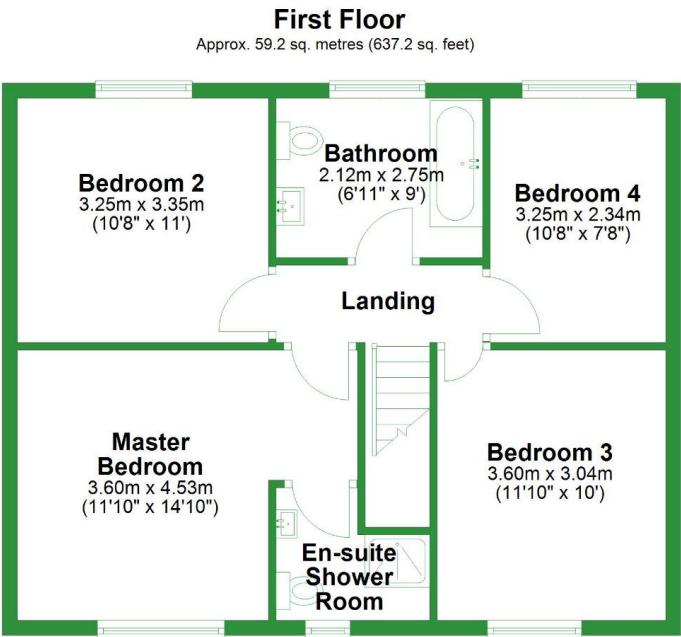 First Floor
Approx. 59.2 sq. metres (637.2 sq. feet)
Bedroom 2
3.25m x 3.35m
(10'8" x 11')
Bathroom
2.12m x 2.75m
(6'11" x 9')
Bedroom 4
3.25m x 2.34m
(10'8" x 7'8")
Landing
Master
Bedroom
3.60m x 4.53m
(11'10" x 14'10")
Bedroom 3
3.60m x 3.04m
(11'10" x 10')
En-suite
Shower
Room